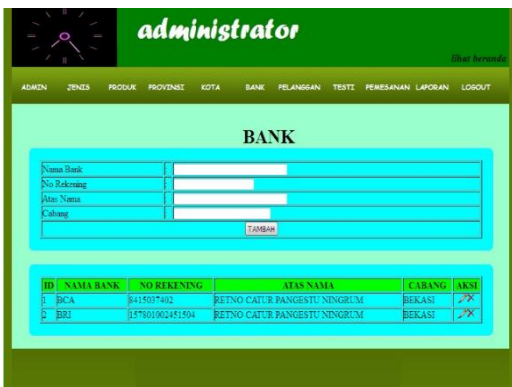 administrator
lihat beranda
ADMIN JENIS PRODUK PROVINSI KOTA BANK PELANGGAN TESTI PEMESANAN LAPORAN LOGOUT
BANK
Nama Bank
No Rekening
Atas Nama
Cabang
TAMBAH
ID NAMA BANK NO REKENING ATAS NAMA CABANG AKSI
1 BCA 8415037402 RETNO CATUR PANGESTU NINGRUM BEKASI
2 BRI 157801002451504 RETNO CATUR PANGESTU NINGRUM BEKASI